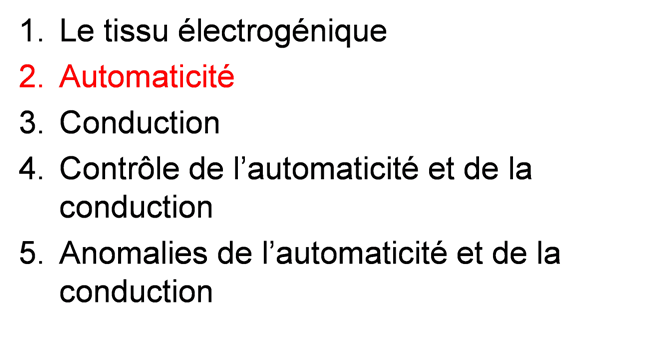 1. Le tissu électrogénique
2. Automaticité
3. Conduction
4. Contrôle de l’automaticité et de la
conduction
5. Anomalies de l’automaticité et de la
conduction